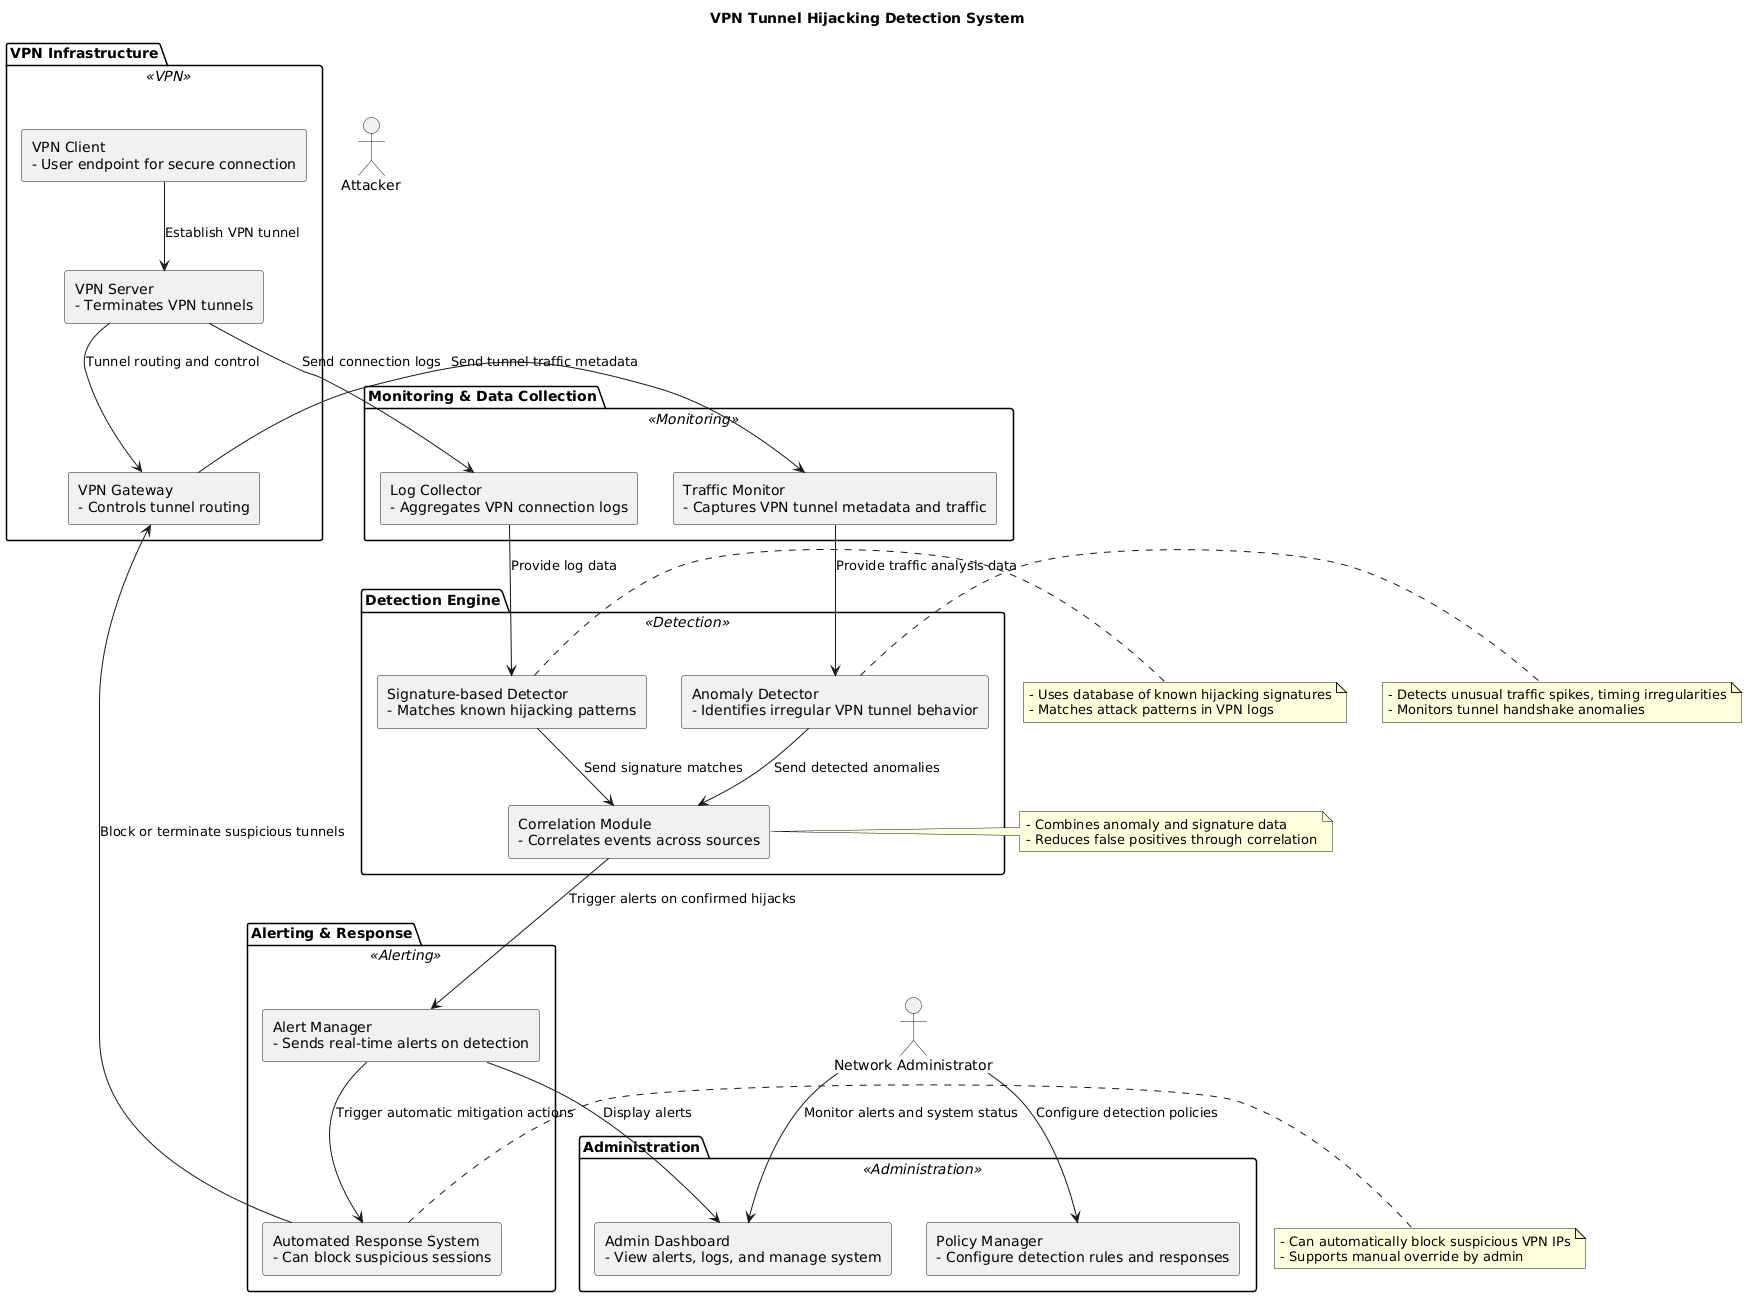 VPN Tunnel Hijacking Detection System
VPN Infrastructure
«VPN»
VPN Client
- User endpoint for secure connection
Attacker
Establish VPN tunnel
VPN Server
- Terminates VPN tunnels
Tunnel routing and control
Send connection logs
Send tunnel traffic metadata
Monitoring & Data Collection
«Monitoring»
VPN Gateway
- Controls tunnel routing
Log Collector
- Aggregates VPN connection logs
Traffic Monitor
- Captures VPN tunnel metadata and traffic
Provide log data
Provide traffic analysis data
Detection Engine
«Detection»
Signature-based Detector
- Matches known hijacking patterns
Anomaly Detector
- Identifies irregular VPN tunnel behavior
- Uses database of known hijacking signatures
- Matches attack patterns in VPN logs
- Detects unusual traffic spikes, timing irregularities
- Monitors tunnel handshake anomalies
Send signature matches
Send detected anomalies
Correlation Module
- Correlates events across sources
- Combines anomaly and signature data
- Reduces false positives through correlation
Block or terminate suspicious tunnels
Trigger alerts on confirmed hijacks
Alerting & Response
«Alerting»
Alert Manager
- Sends real-time alerts on detection
Network Administrator
Trigger automatic mitigation actions
Display alerts
Monitor alerts and system status
Configure detection policies
Administration
«Administration»
Automated Response System
- Can block suspicious sessions
Admin Dashboard
- View alerts, logs, and manage system
Policy Manager
- Configure detection rules and responses
- Can automatically block suspicious VPN IPs
- Supports manual override by admin